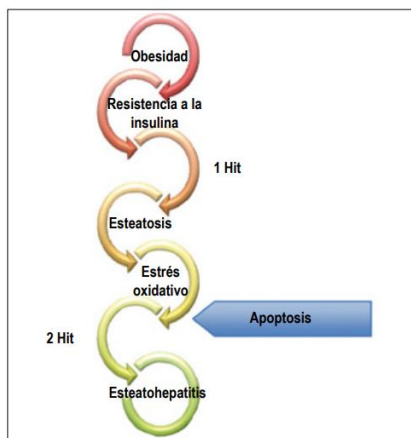 Obesidad
Resistencia a la
insulina
1 Hit
Esteatosis
Estrés
oxidativo
Apoptosis
2 Hit
Esteatohepatitis